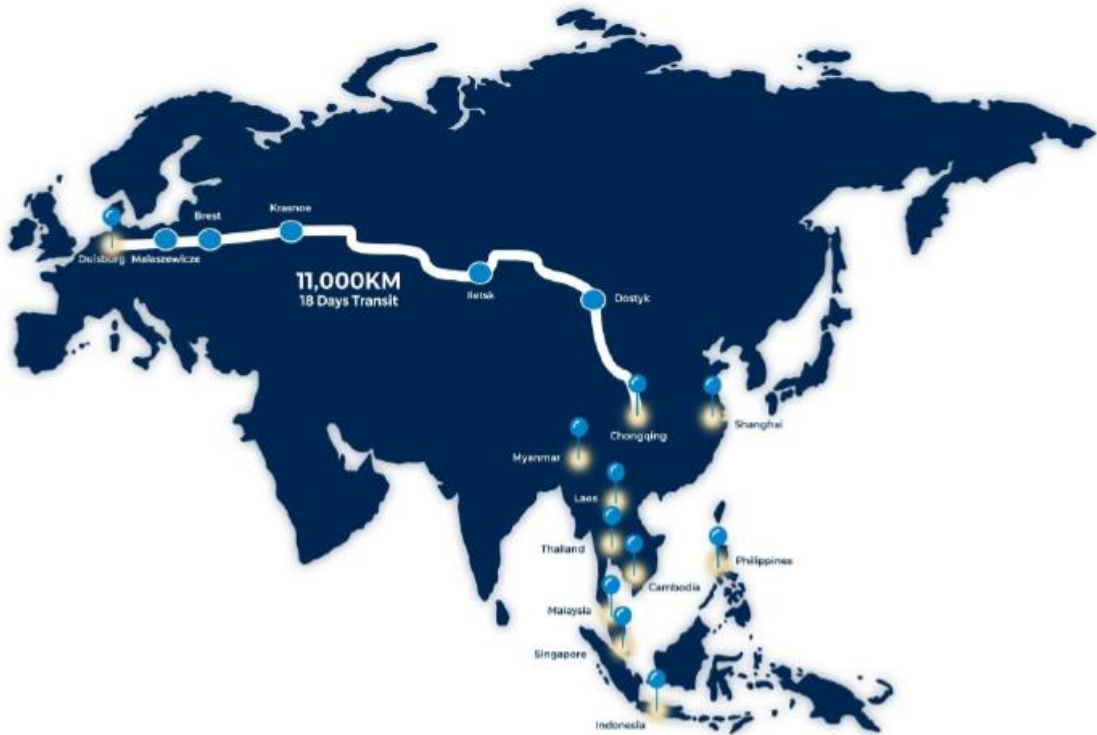 Krasnoe
Brest
Duisburg
Malaszewicze
11,000KM
18 Days Transit
Iletsk
Dostyk
Chongqing
Shanghai
Myanmar
Laos
Thailand
Philippines
Cambodia
Malaysia
Singapore
Indonesia